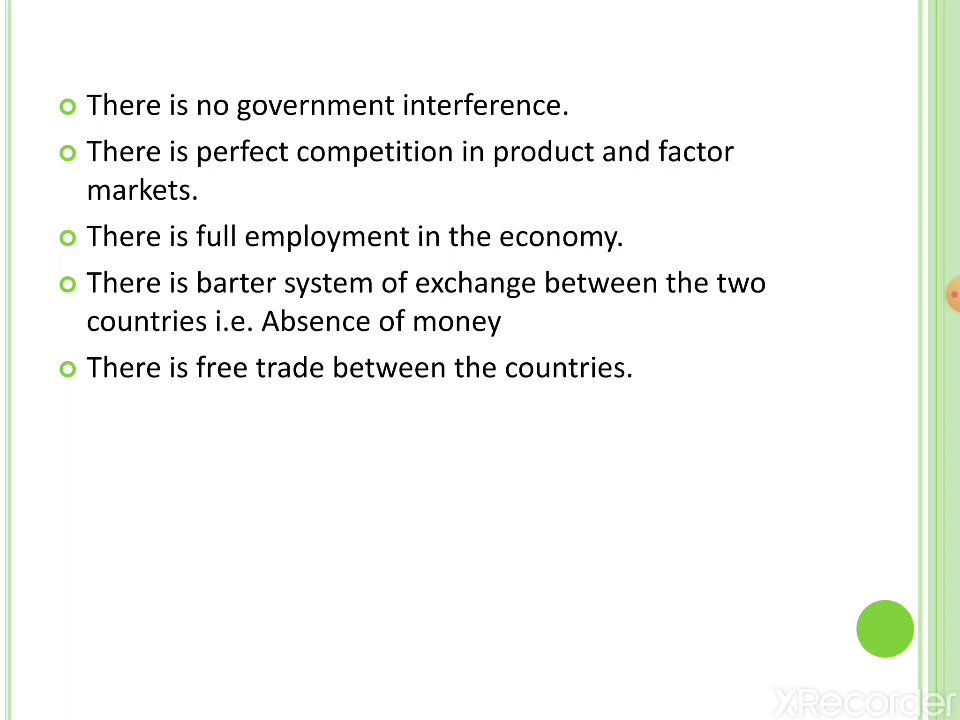 There is no government interference.
There is perfect competition in product and factor
markets.
There is full employment in the economy.
There is barter system of exchange between the two
countries i.e. Absence of money
There is free trade between the countries.
XRecorder